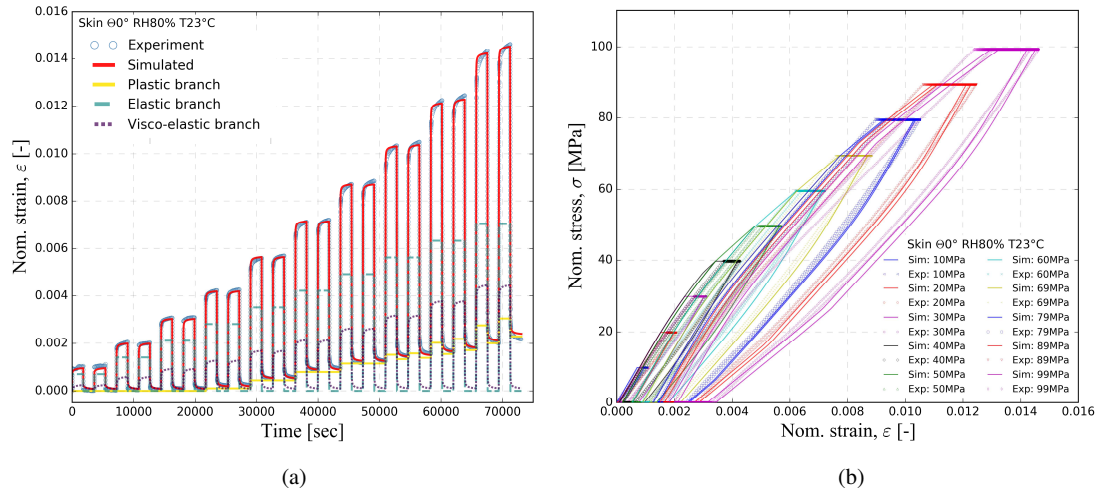 Skin Θ0° RH80% T23°C
Experiment
Simulated
Plastic branch
Elastic branch
Visco-elastic branch
0.016
0.014
0.012
0.010
0.008
0.006
0.004
0.002
0.000
Nom. strain, ε [-]
0 10000 20000 30000 40000 50000 60000 70000
Time [sec]
(a)
100
80
60
40
20
0
Nom. stress, σ [MPa]
Skin Θ0° RH80% T23°C
Sim: 10MPa Sim: 60MPa
Exp: 10MPa Exp: 60MPa
Sim: 20MPa Sim: 69MPa
Exp: 20MPa Exp: 69MPa
Sim: 30MPa Sim: 79MPa
Exp: 30MPa Exp: 79MPa
Sim: 40MPa Sim: 89MPa
Exp: 40MPa Exp: 89MPa
Sim: 50MPa Sim: 99MPa
Exp: 50MPa Exp: 99MPa
0.000 0.002 0.004 0.006 0.008 0.010 0.012 0.014 0.016
Nom. strain, ε [-]
(b)